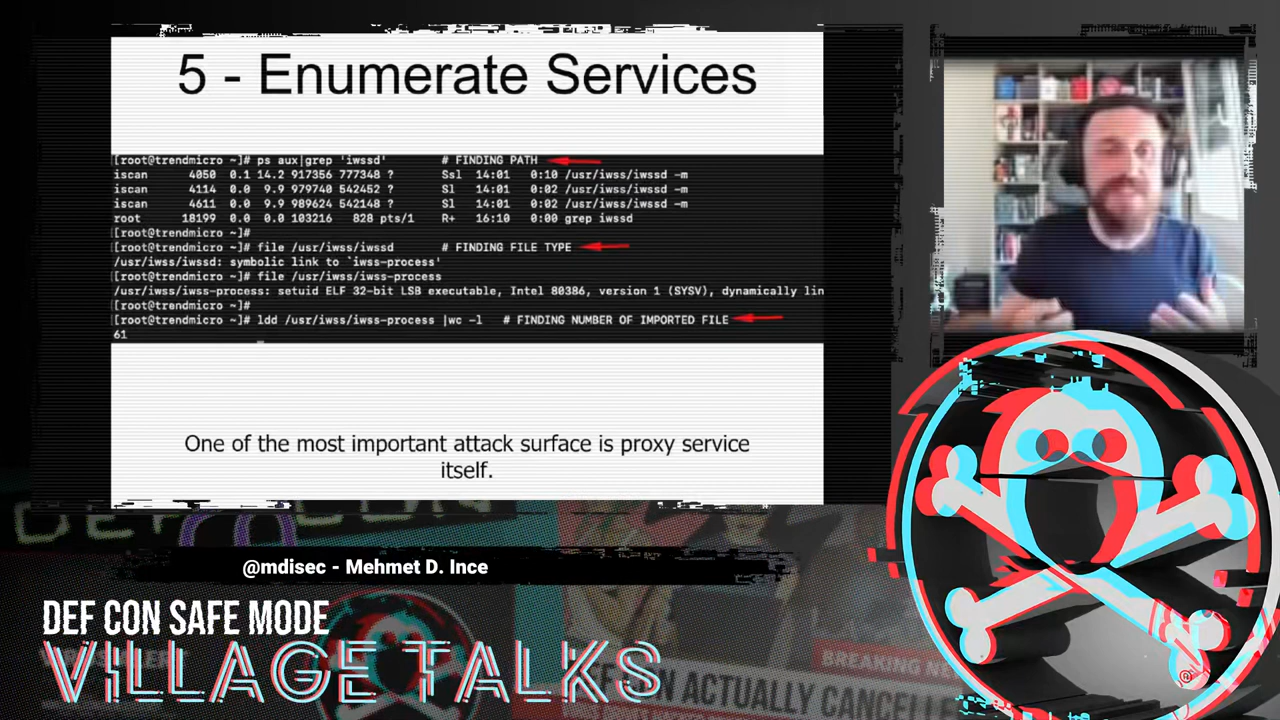 5 - Enumerate Services
[root@trendmicro ~]# ps aux|grep 'iwssd' # FINDING PATH
iscan 4050 0.1 14.2 917356 777348 ? Ssl 14:01 0:10 /usr/iwss/iwssd -m
iscan 4114 0.0 9.9 979740 542452 ? Sl 14:01 0:02 /usr/iwss/iwssd -m
iscan 4611 0.0 9.9 989624 542148 ? Sl 14:01 0:02 /usr/iwss/iwssd -m
root 18199 0.0 0.0 103216 828 pts/1 R+ 16:10 0:00 grep iwssd
[root@trendmicro ~]#
[root@trendmicro ~]# file /usr/iwss/iwssd # FINDING FILE TYPE
/usr/iwss/iwssd: symbolic link to `iwss-process'
[root@trendmicro ~]# file /usr/iwss/iwss-process
/usr/iwss/iwss-process: setuid ELF 32-bit LSB executable, Intel 80386, version 1 (SYSV), dynamically lin
[root@trendmicro ~]#
[root@trendmicro ~]# ldd /usr/iwss/iwss-process |wc -l # FINDING NUMBER OF IMPORTED FILE
61
One of the most important attack surface is proxy service
itself.
@mdisec - Mehmet D. Ince
DEF CON SAFE MODE
VILLAGE TALKS
DEF CON
BREAKING NE
CON ACTUALLY CANCELLE
®